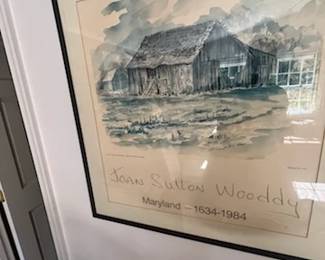 Joan Sutton Wooddy
Maryland — 1634-1984